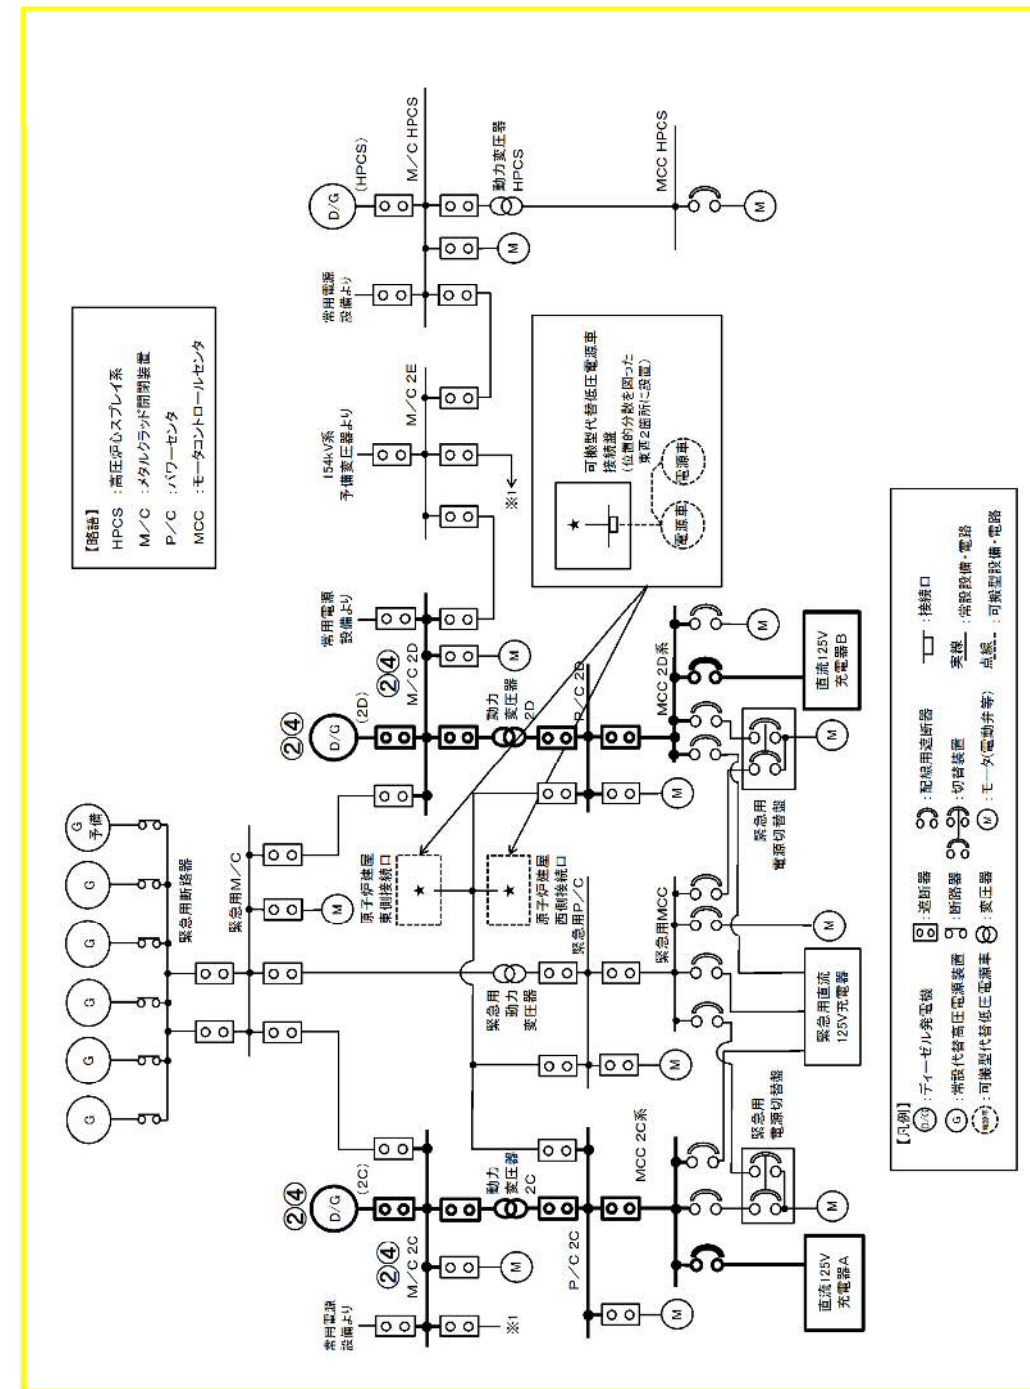 【略語】
HPCS :高圧炉心スプレイ系
M/C :メタルクラッド開閉装置
P/C :パワーセンタ
MCC :モータコントロールセンタ
G
G
G
G
G
G
予備
緊急用断路器
緊急用M/C
M
②④
D/G
(2C)
②④
M/C 2C
常用電源
設備より
※1
M
動力
変圧器
2C
P/C 2C
M
MCC 2C系
直流125V
充電器A
緊急用
電源切替盤
M
緊急用
動力
変圧器
緊急用P/C
M
緊急用MCC
M
緊急用直流
125V充電器
原子炉建屋
東側接続口
★
原子炉建屋
西側接続口
★
②④
D/G
(2D)
②④
M/C 2D
常用電源
設備より
M
動力
変圧器
2D
P/C 2D
M
MCC 2D系
M
直流125V
充電器B
緊急用
電源切替盤
M
154kV系
予備変圧器より
M/C 2E
※1
可搬型代替低圧電源車
接続盤
(位置的分散を図った
東西2箇所に設置)
★
電源車
電源車
常用電源
設備より
D/G
(HPCS)
M/C HPCS
M
動力変圧器
HPCS
MCC HPCS
M
【凡例】
D/G :ディーゼル発電機
G :常設代替高圧電源装置
電源車 :可搬型代替低圧電源車
:遮断器
:断路器
:変圧器
:配線用遮断器
:切替装置
M :モータ(電動弁等)
:接続口
実線 :常設設備・電路
点線 :可搬型設備・電路